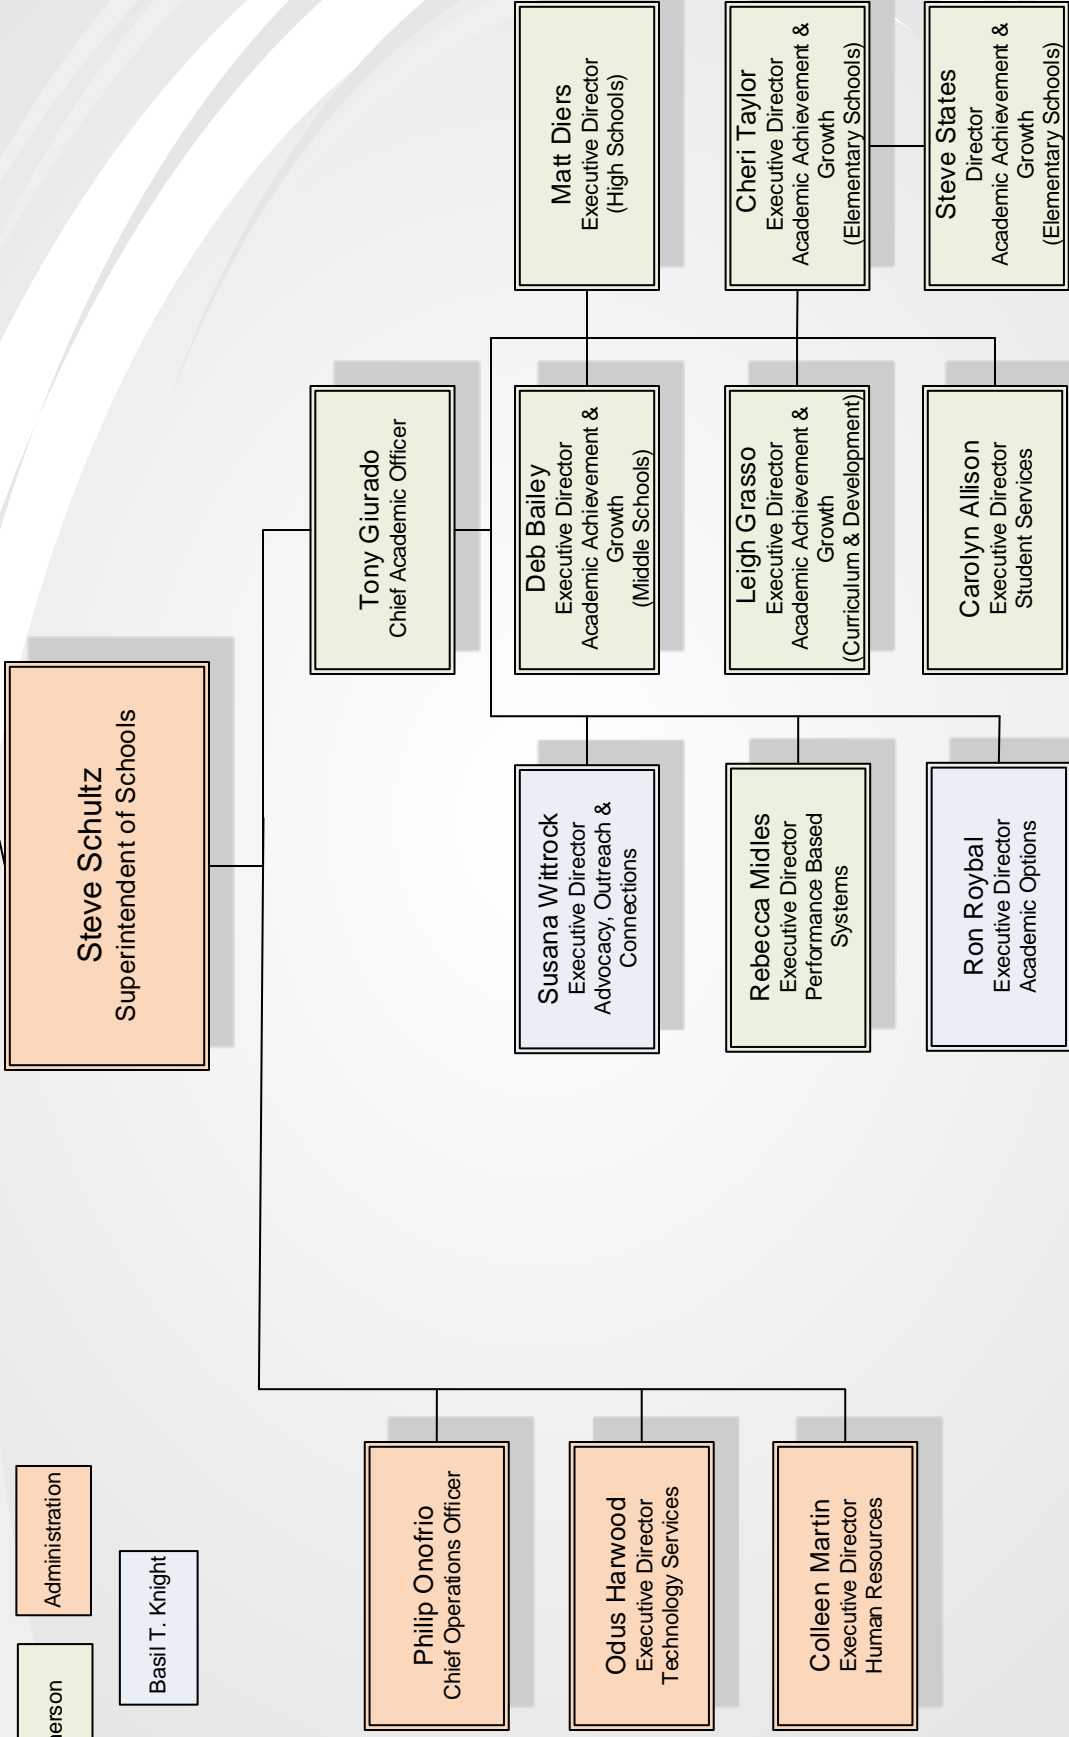 erson
Administration
Basil T. Knight
Steve Schultz
Superintendent of Schools
Philip Onofrio
Chief Operations Officer
Odus Harwood
Executive Director
Technology Services
Colleen Martin
Executive Director
Human Resources
Tony Giurado
Chief Academic Officer
Susana Wittrock
Executive Director
Advocacy, Outreach &
Connections
Deb Bailey
Executive Director
Academic Achievement &
Growth
(Middle Schools)
Matt Diers
Executive Director
(High Schools)
Rebecca Midles
Executive Director
Performance Based
Systems
Leigh Grasso
Executive Director
Academic Achievement &
Growth
(Curriculum & Development)
Cheri Taylor
Executive Director
Academic Achievement &
Growth
(Elementary Schools)
Ron Roybal
Executive Director
Academic Options
Carolyn Allison
Executive Director
Student Services
Steve States
Director
Academic Achievement &
Growth
(Elementary Schools)